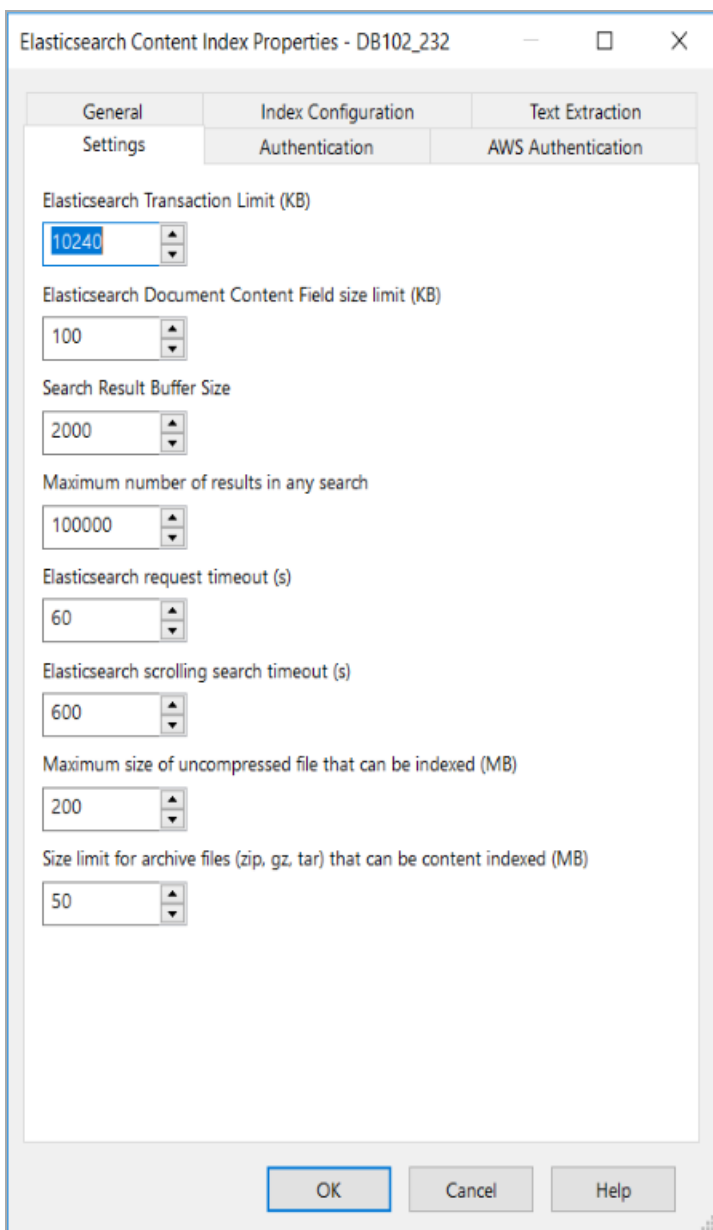 Elasticsearch Content Index Properties - DB102_232
General Index Configuration Text Extraction
Settings Authentication AWS Authentication
Elasticsearch Transaction Limit (KB)
10240
Elasticsearch Document Content Field size limit (KB)
100
Search Result Buffer Size
2000
Maximum number of results in any search
100000
Elasticsearch request timeout (s)
60
Elasticsearch scrolling search timeout (s)
600
Maximum size of uncompressed file that can be indexed (MB)
200
Size limit for archive files (zip, gz, tar) that can be content indexed (MB)
50
OK Cancel Help